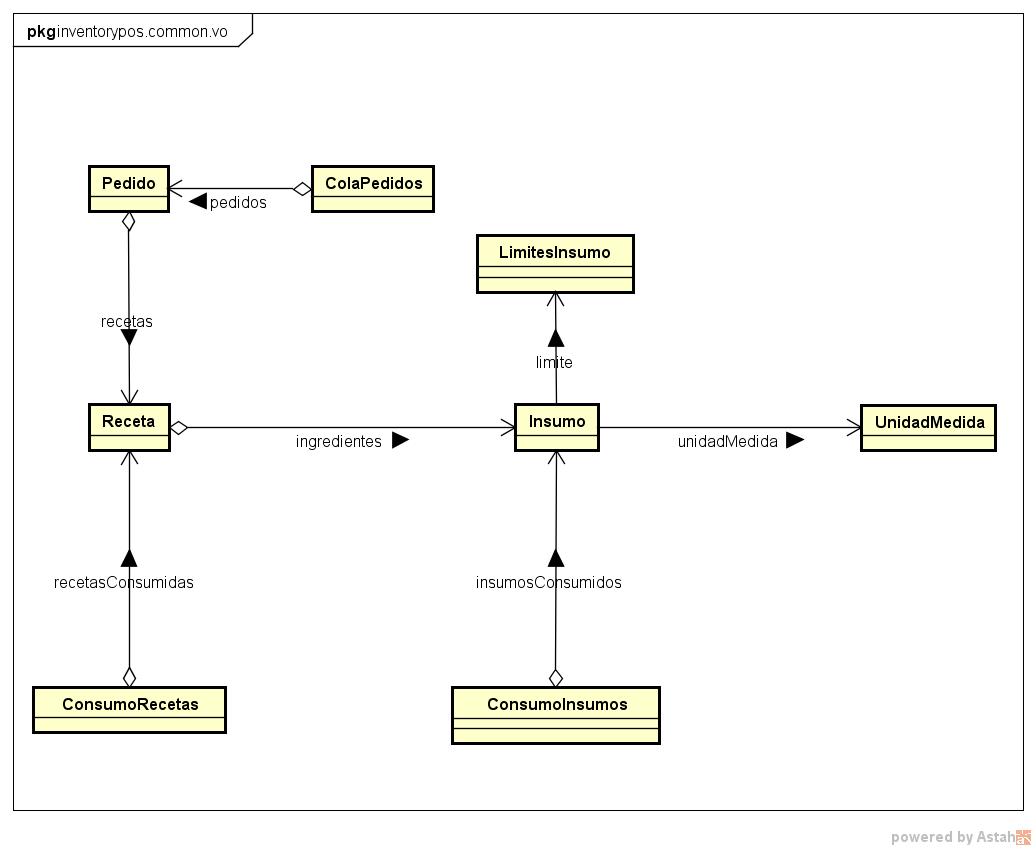 pkg inventorypos.common.vo
Pedido
ColaPedidos
pedidos
LimitesInsumo
recetas
limite
Receta
Insumo
UnidadMedida
ingredientes
unidadMedida
recetasConsumidas
insumosConsumidos
ConsumoRecetas
ConsumoInsumos
powered by Astah